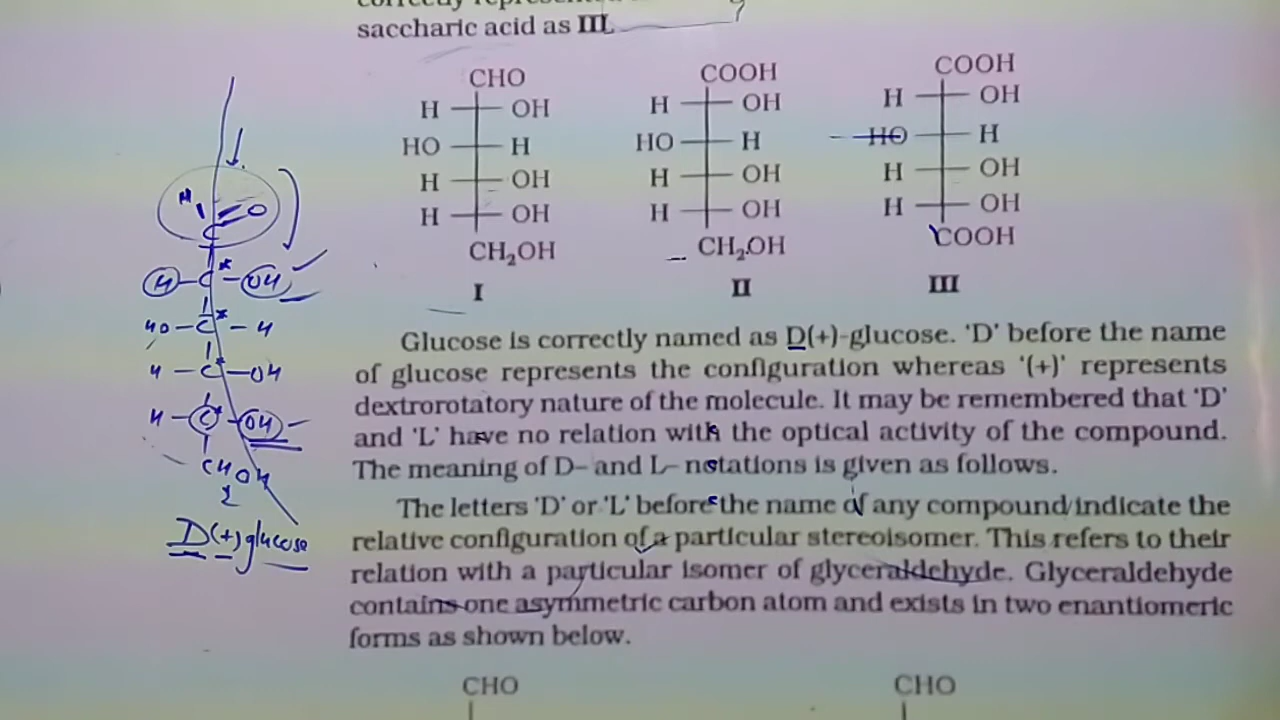 saccharic acid as III.
CHO COOH COOH
H OH H OH H OH
HO H HO H HO H
H OH H OH H OH
H OH H OH H OH
CH₂OH CH₂OH COOH
I II III
H O
C
H-C*-OH
HO-C*-H
H-C*-OH
H-C*-OH
CH₂OH
D(+) glucose
Glucose is correctly named as D(+)-glucose. 'D' before the name
of glucose represents the configuration whereas '(+)' represents
dextrorotatory nature of the molecule. It may be remembered that 'D'
and 'L' have no relation with the optical activity of the compound.
The meaning of D– and L– notations is given as follows.
The letters 'D' or 'L' before the name of any compound indicate the
relative configuration of a particular stereoisomer. This refers to their
relation with a particular isomer of glyceraldehyde. Glyceraldehyde
contains one asymmetric carbon atom and exists in two enantiomeric
forms as shown below.
CHO CHO